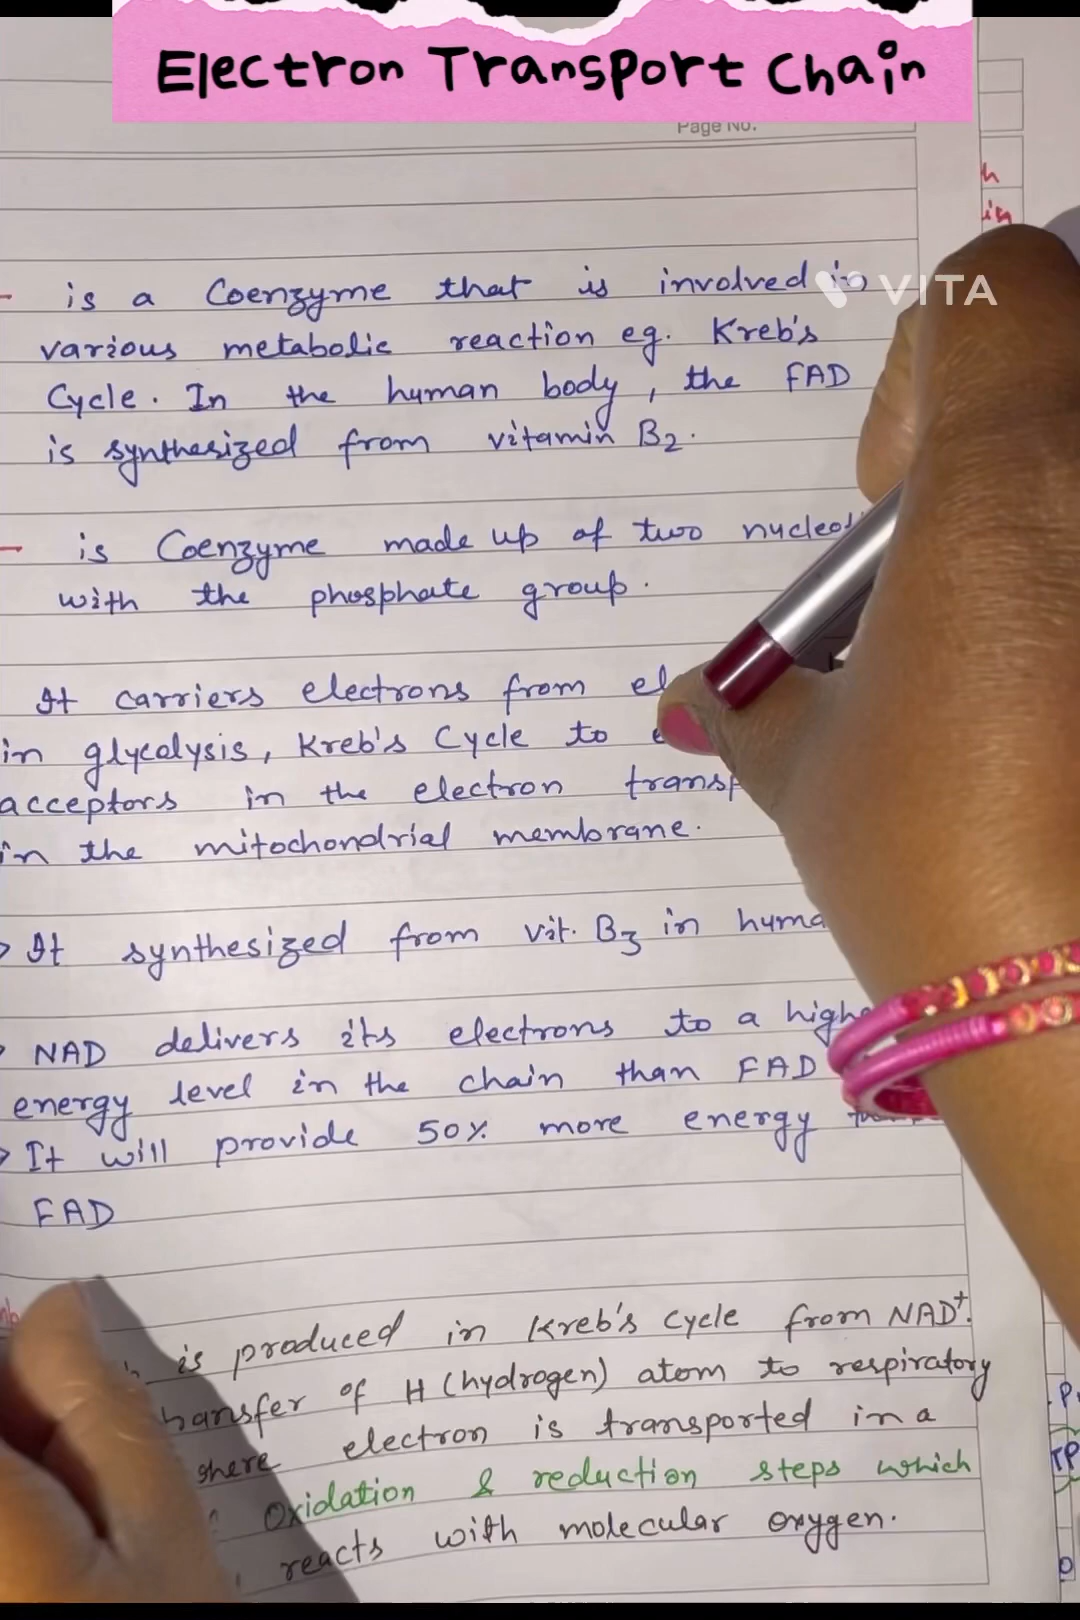 Electron Transport Chain
Page No.
VITA
is a Coenzyme that is involved in
various metabolic reaction eg. Kreb's
Cycle. In the human body, the FAD
is synthesized from vitamin B2.
is Coenzyme made up of two
with the phosphate group.
It carriers electrons from
in glycolysis, Kreb's Cycle to
acceptors in the electron
in the mitochondrial membrane.
It synthesized from vit. B3 in
NAD delivers its electrons to a
energy level in the chain than FAD
It will provide 50% more energy
FAD
is produced in Kreb's Cycle from NAD+.
of H (hydrogen) atom to respiratory
electron is transported in a
oxidation & reduction steps which
reacts with molecular oxygen.